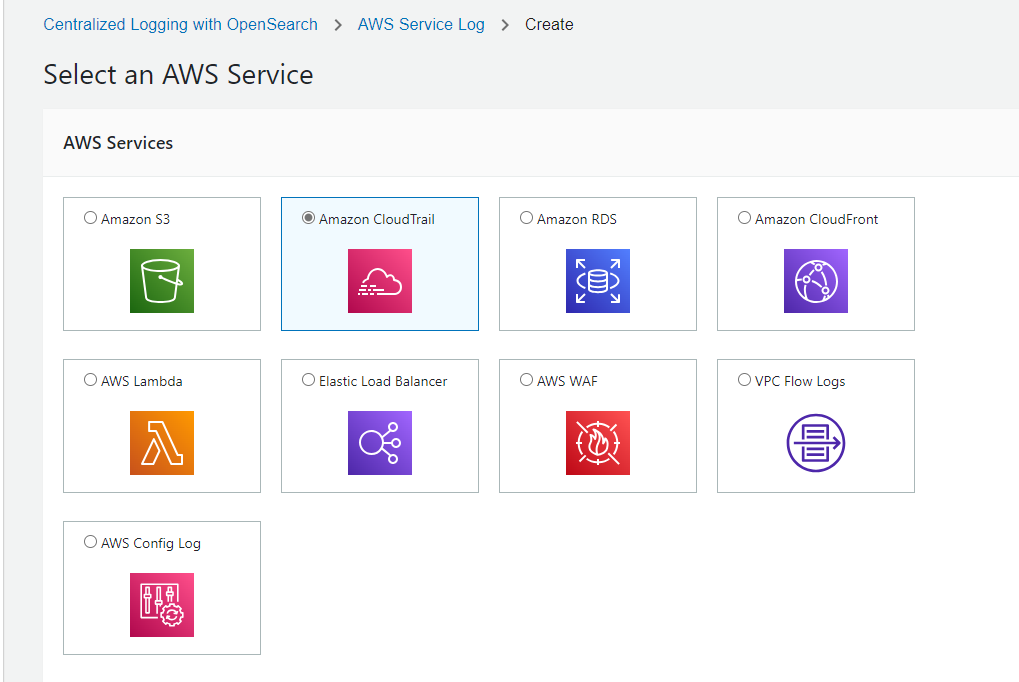 Centralized Logging with OpenSearch > AWS Service Log > Create
Select an AWS Service
AWS Services
Amazon S3
Amazon CloudTrail
Amazon RDS
Amazon CloudFront
AWS Lambda
Elastic Load Balancer
AWS WAF
VPC Flow Logs
AWS Config Log